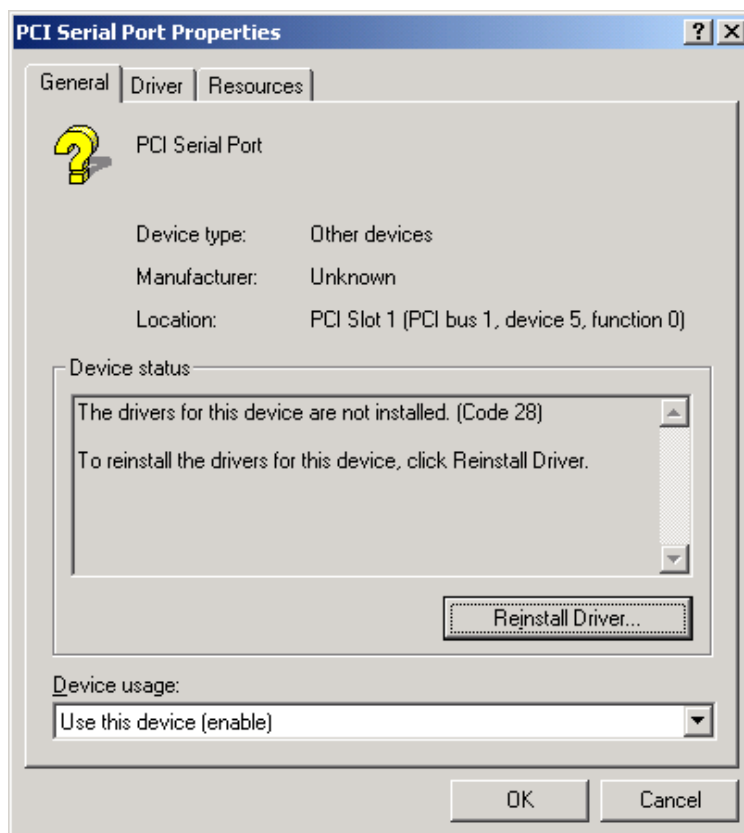 PCI Serial Port Properties
General Driver Resources
PCI Serial Port
Device type: Other devices
Manufacturer: Unknown
Location: PCI Slot 1 (PCI bus 1, device 5, function 0)
Device status
The drivers for this device are not installed. (Code 28)
To reinstall the drivers for this device, click Reinstall Driver.
Reinstall Driver...
Device usage:
Use this device (enable)
OK Cancel